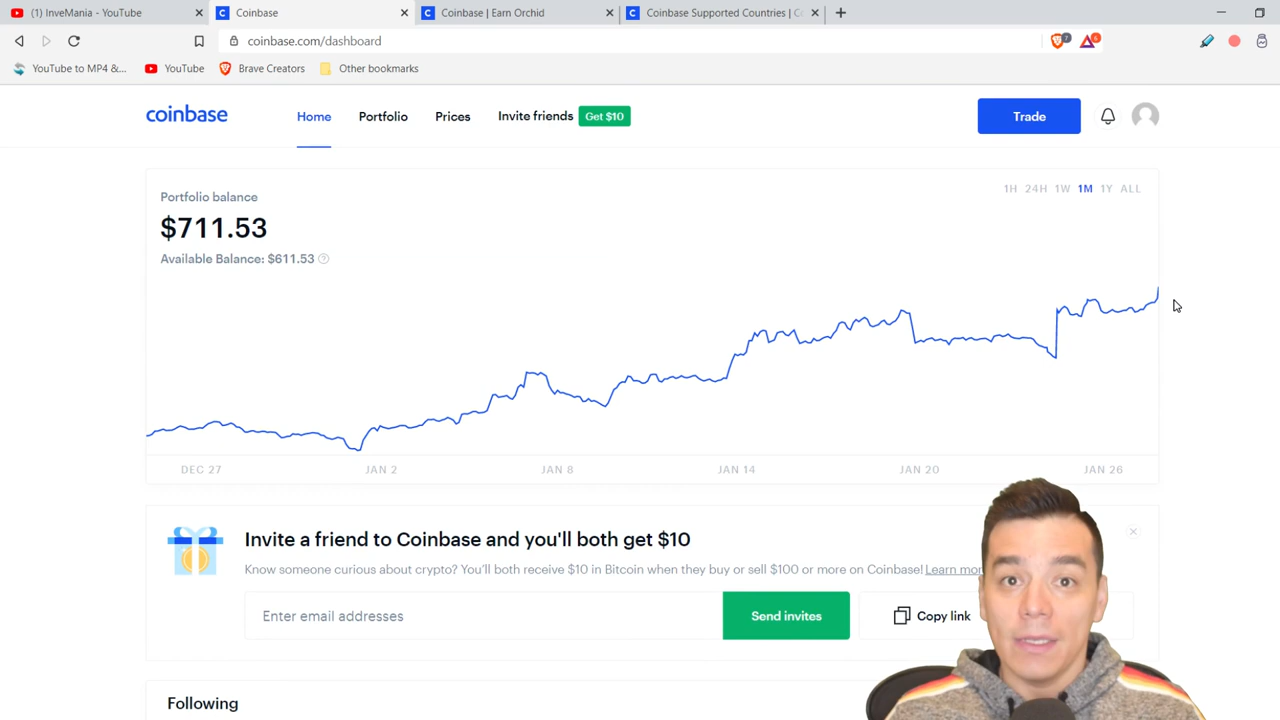 (1) InveMania - YouTube
Coinbase
Coinbase | Earn Orchid
Coinbase Supported Countries | C
coinbase.com/dashboard
7
6
YouTube to MP4 &...
YouTube
Brave Creators
Other bookmarks
coinbase
Home
Portfolio
Prices
Invite friends
Get $10
Trade
Portfolio balance
1H 24H 1W 1M 1Y ALL
$711.53
Available Balance: $611.53 ?
DEC 27 JAN 2 JAN 8 JAN 14 JAN 20 JAN 26
Invite a friend to Coinbase and you'll both get $10
Know someone curious about crypto? You'll both receive $10 in Bitcoin when they buy or sell $100 or more on Coinbase! Learn mor
Enter email addresses
Send invites
Copy link
Following